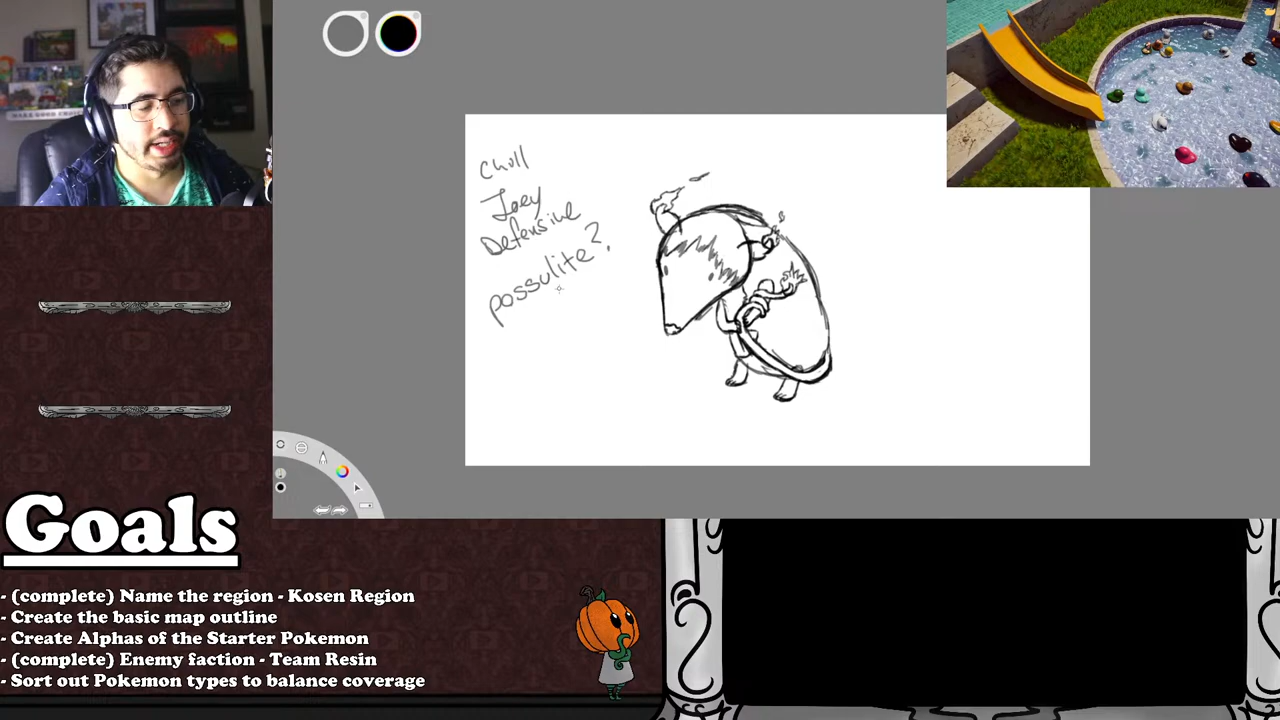 Joey
Defensive
possulite?
Goals
- (complete) Name the region - Kosen Region
- Create the basic map outline
- Create Alphas of the Starter Pokemon
- (complete) Enemy faction - Team Resin
- Sort out Pokemon types to balance coverage